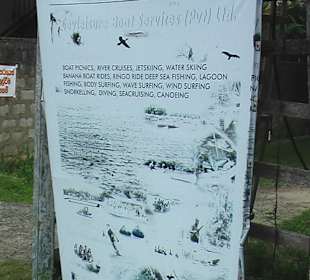 Boat Services (Pvt) Ltd.
BOAT PICNICS, RIVER CRUISES, JETSKIING, WATER SKIING
BANANA BOAT RIDES, RINGO RIDE DEEP SEA FISHING, LAGOON
FISHING, BODY SURFING, WAVE SURFING, WIND SURFING
SNORKELLING, DIVING, SEACRUISING, CANOEING